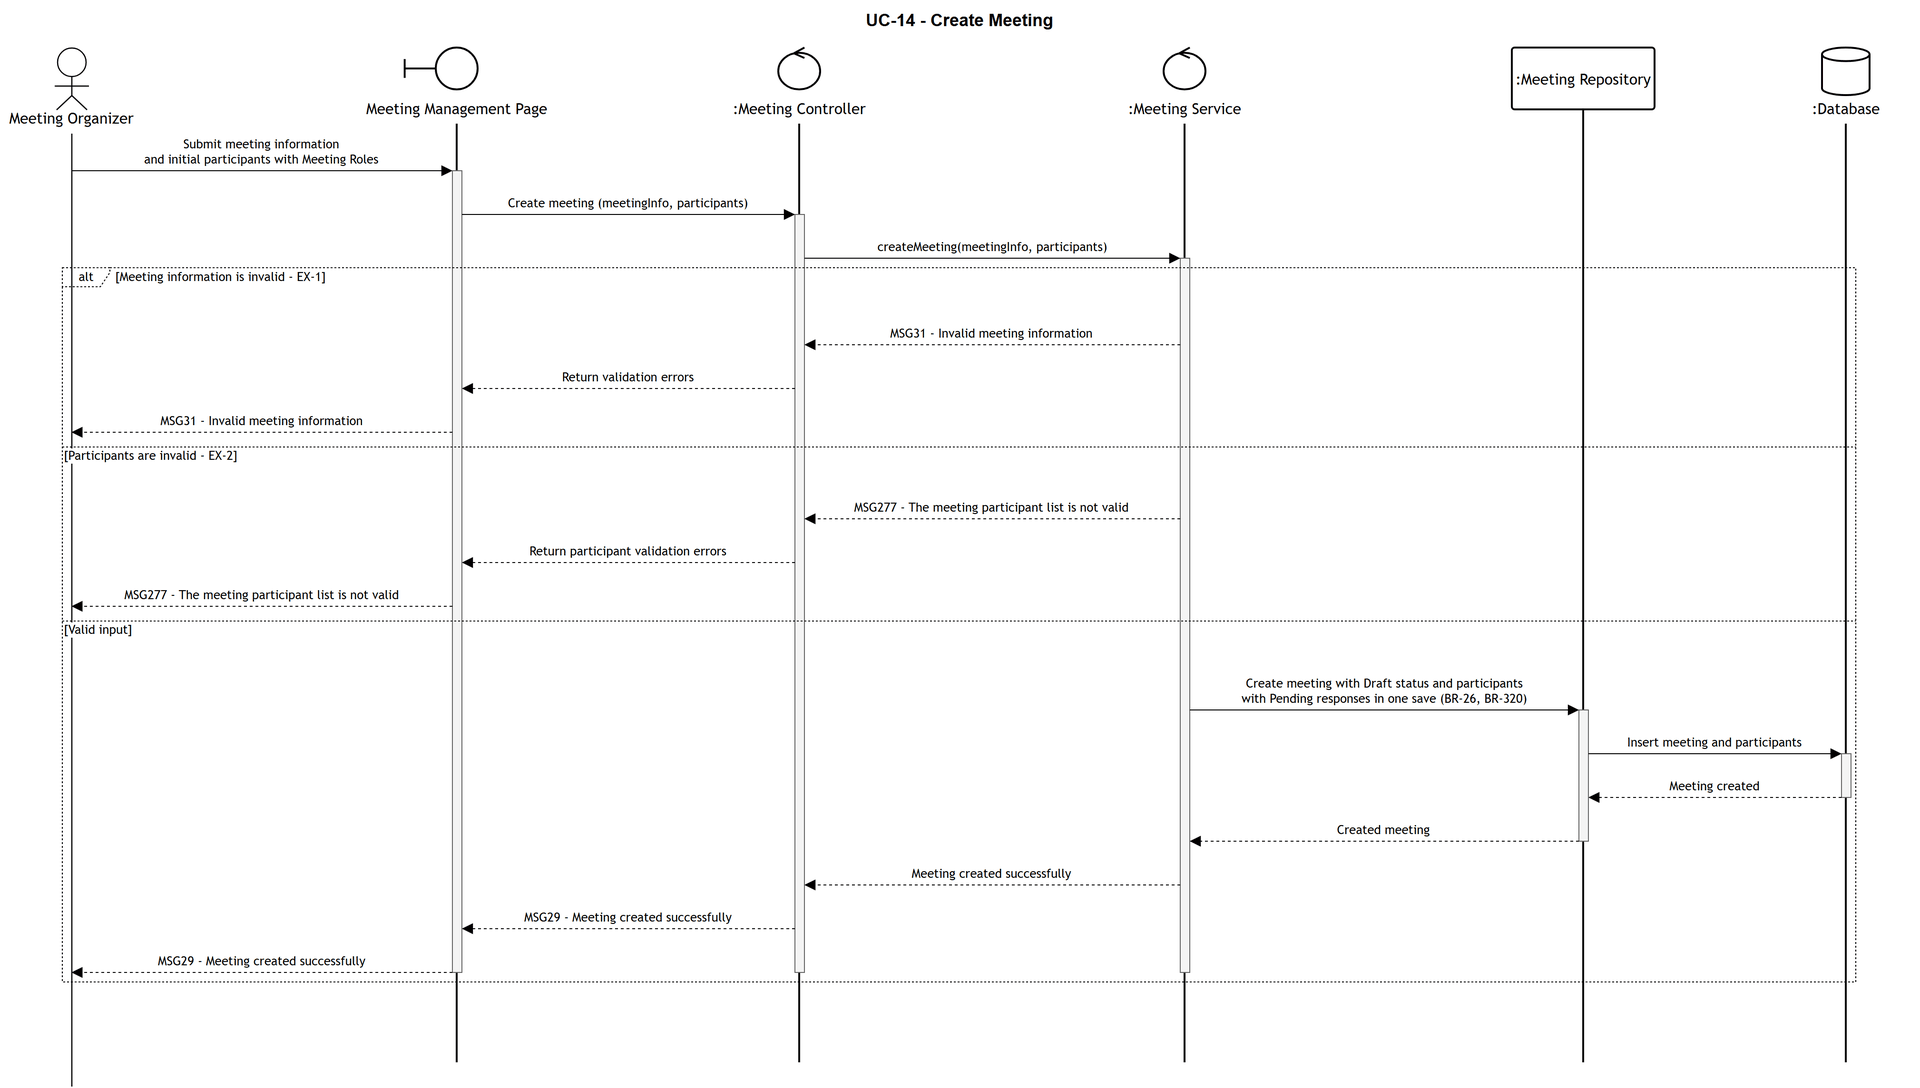 UC-14 - Create Meeting
Meeting Organizer
Meeting Management Page
:Meeting Controller
:Meeting Service
:Meeting Repository
:Database
Submit meeting information
and initial participants with Meeting Roles
Create meeting (meetingInfo, participants)
createMeeting(meetingInfo, participants)
alt
[Meeting information is invalid - EX-1]
MSG31 - Invalid meeting information
Return validation errors
MSG31 - Invalid meeting information
[Participants are invalid - EX-2]
MSG277 - The meeting participant list is not valid
Return participant validation errors
MSG277 - The meeting participant list is not valid
[Valid input]
Create meeting with Draft status and participants
with Pending responses in one save (BR-26, BR-320)
Insert meeting and participants
Meeting created
Created meeting
Meeting created successfully
MSG29 - Meeting created successfully
MSG29 - Meeting created successfully